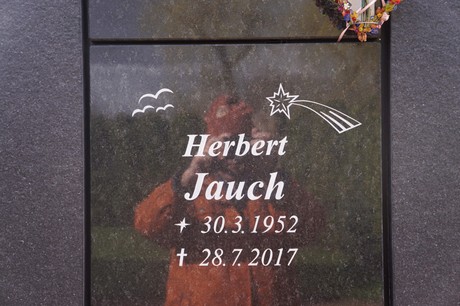 Herbert
Jauch
* 30.3.1952
† 28.7.2017